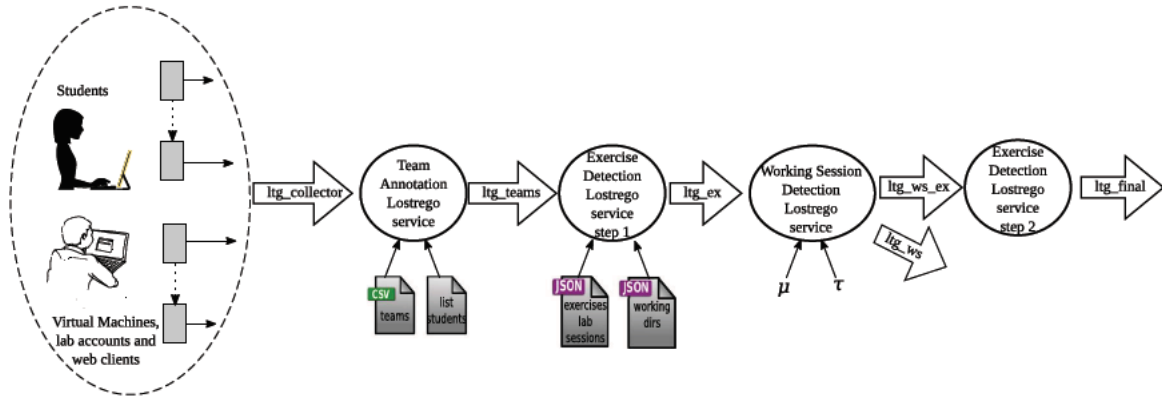 Students
Virtual Machines,
lab accounts and
web clients
ltg_collector
Team
Annotation
Lostrego
service
CSV
teams
list
students
ltg_teams
Exercise
Detection
Lostrego
service
step 1
JSON
exercises
lab
sessions
JSON
working
dirs
ltg_ex
Working Session
Detection
Lostrego
service
μ
τ
ltg_ws_ex
ltg_ws
Exercise
Detection
Lostrego
service
step 2
ltg_final